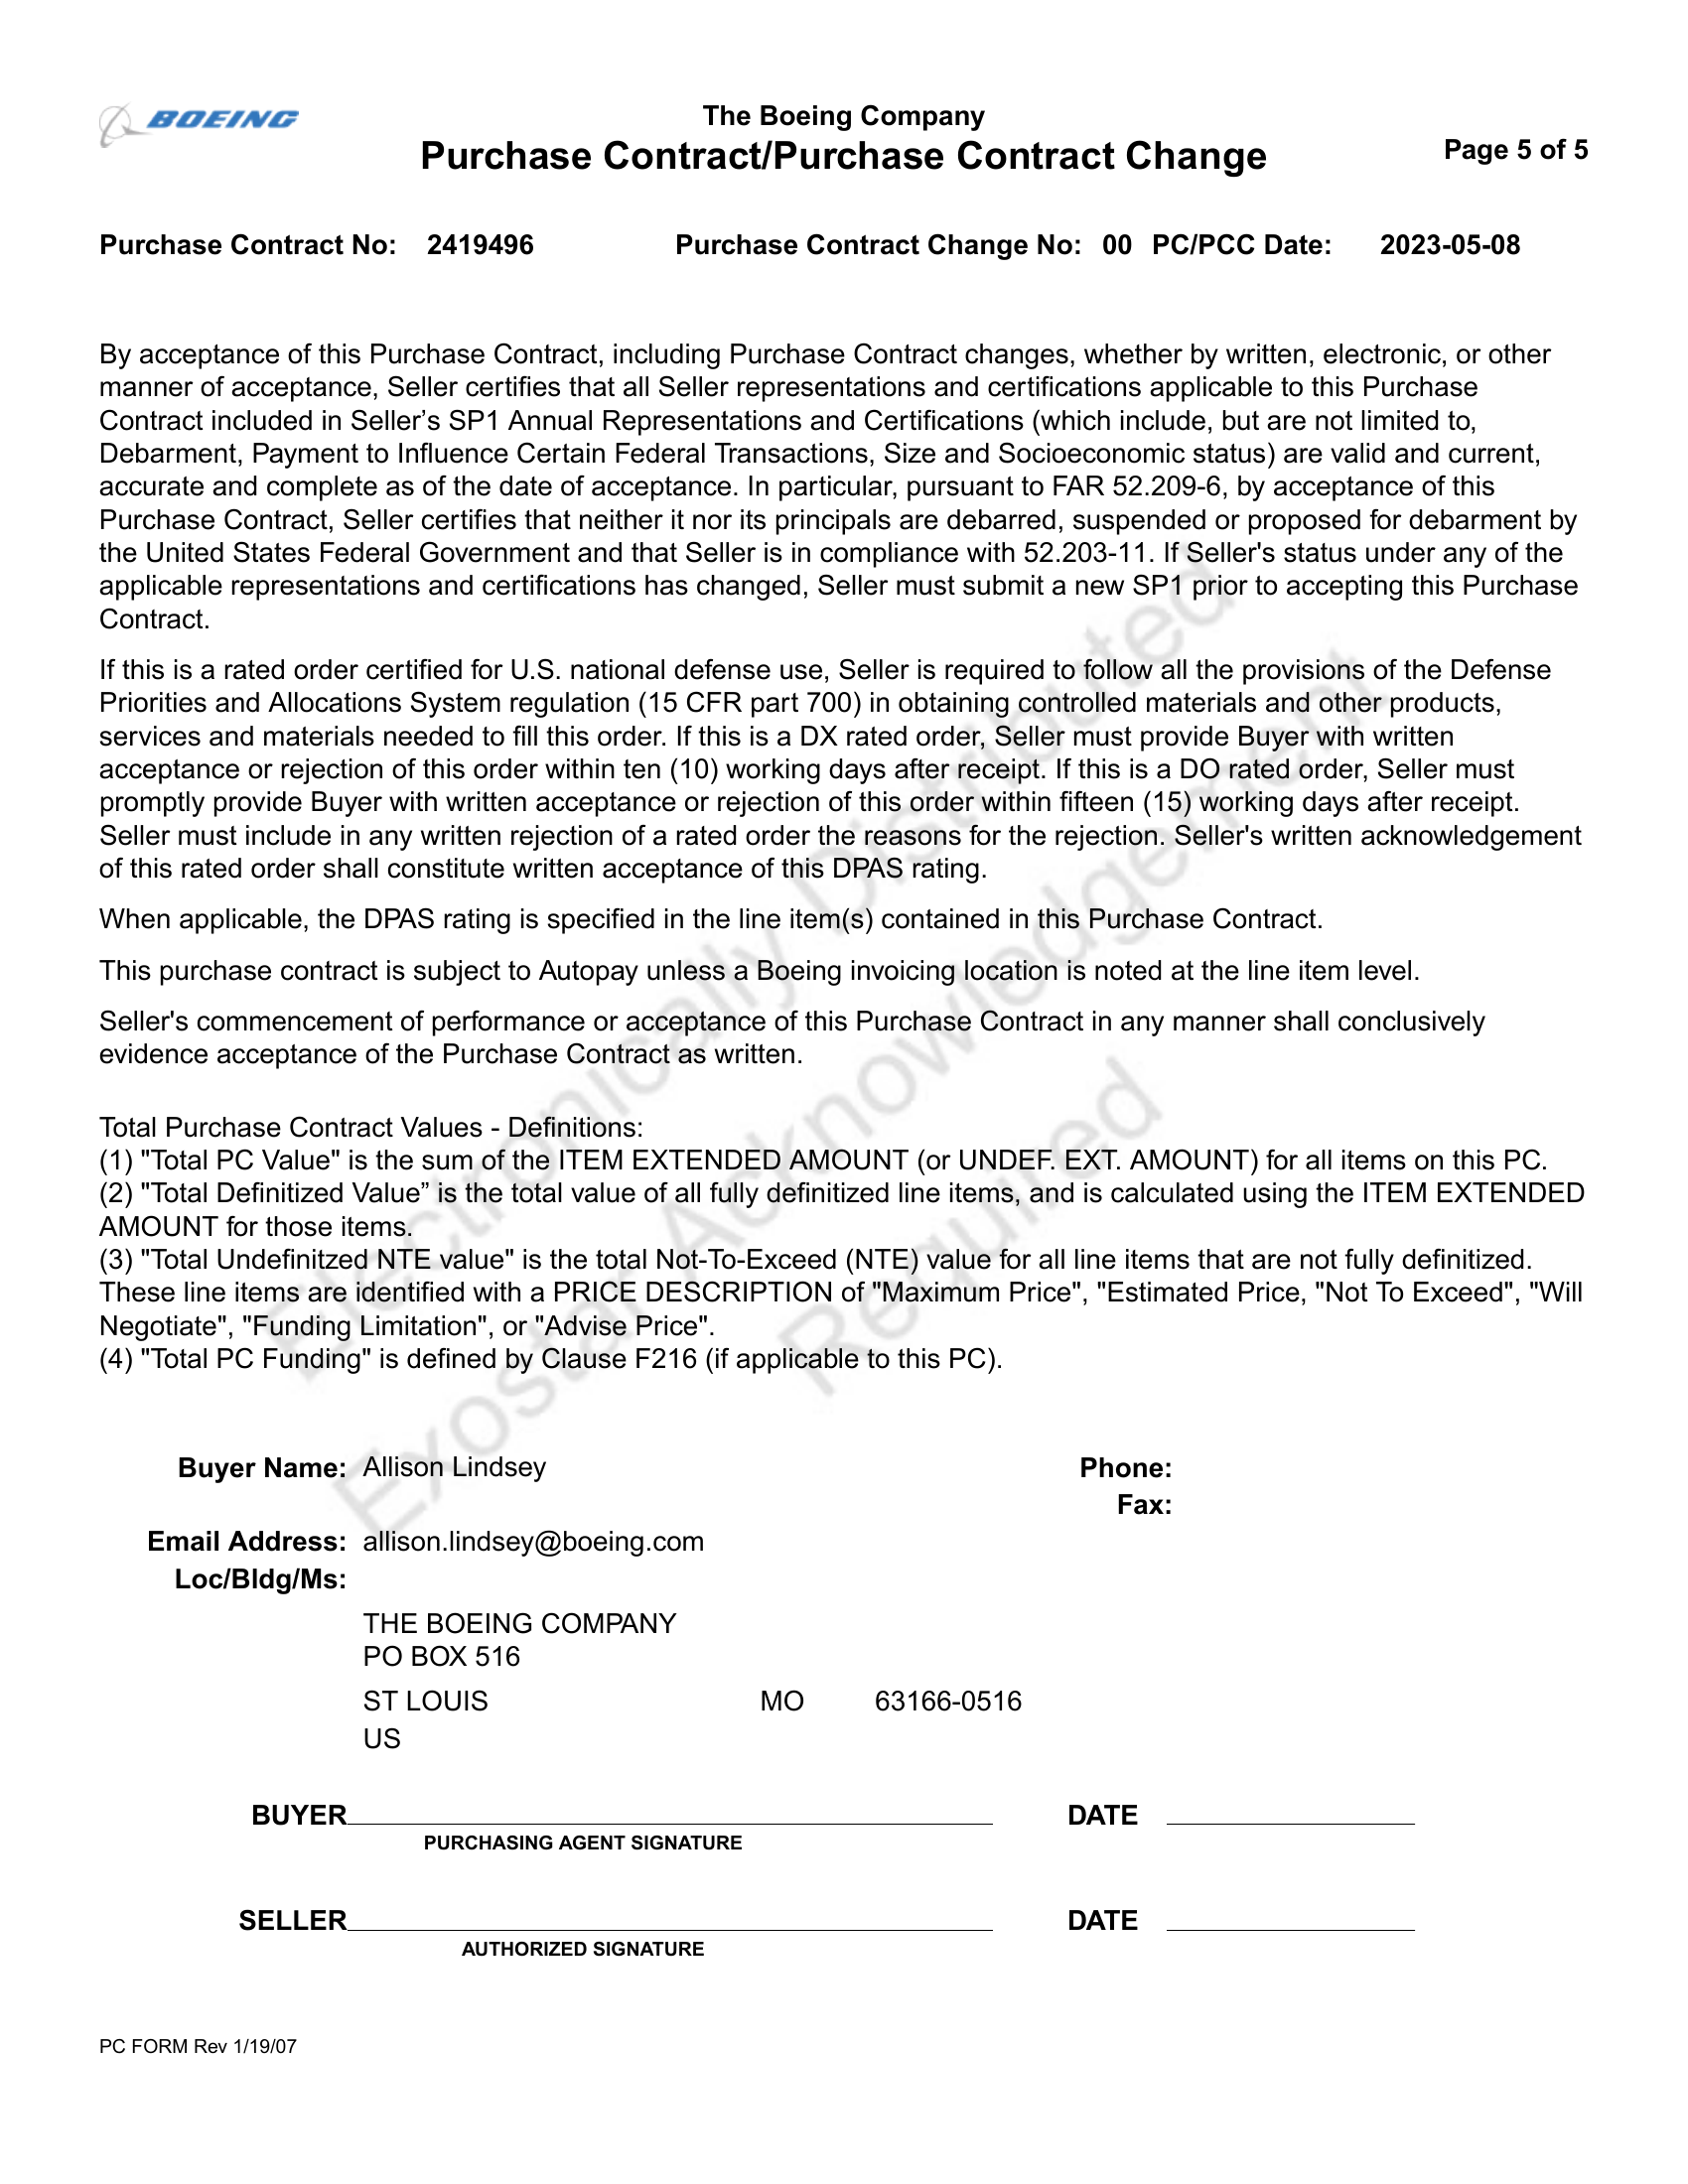 BOEING
The Boeing Company
Purchase Contract/Purchase Contract Change
Page 5 of 5
Purchase Contract No: 2419496 Purchase Contract Change No: 00 PC/PCC Date: 2023-05-08
By acceptance of this Purchase Contract, including Purchase Contract changes, whether by written, electronic, or other
manner of acceptance, Seller certifies that all Seller representations and certifications applicable to this Purchase
Contract included in Seller’s SP1 Annual Representations and Certifications (which include, but are not limited to,
Debarment, Payment to Influence Certain Federal Transactions, Size and Socioeconomic status) are valid and current,
accurate and complete as of the date of acceptance. In particular, pursuant to FAR 52.209-6, by acceptance of this
Purchase Contract, Seller certifies that neither it nor its principals are debarred, suspended or proposed for debarment by
the United States Federal Government and that Seller is in compliance with 52.203-11. If Seller's status under any of the
applicable representations and certifications has changed, Seller must submit a new SP1 prior to accepting this Purchase
Contract.
If this is a rated order certified for U.S. national defense use, Seller is required to follow all the provisions of the Defense
Priorities and Allocations System regulation (15 CFR part 700) in obtaining controlled materials and other products,
services and materials needed to fill this order. If this is a DX rated order, Seller must provide Buyer with written
acceptance or rejection of this order within ten (10) working days after receipt. If this is a DO rated order, Seller must
promptly provide Buyer with written acceptance or rejection of this order within fifteen (15) working days after receipt.
Seller must include in any written rejection of a rated order the reasons for the rejection. Seller's written acknowledgement
of this rated order shall constitute written acceptance of this DPAS rating.
When applicable, the DPAS rating is specified in the line item(s) contained in this Purchase Contract.
This purchase contract is subject to Autopay unless a Boeing invoicing location is noted at the line item level.
Seller's commencement of performance or acceptance of this Purchase Contract in any manner shall conclusively
evidence acceptance of the Purchase Contract as written.
Total Purchase Contract Values - Definitions:
(1) "Total PC Value" is the sum of the ITEM EXTENDED AMOUNT (or UNDEF. EXT. AMOUNT) for all items on this PC.
(2) "Total Definitized Value” is the total value of all fully definitized line items, and is calculated using the ITEM EXTENDED
AMOUNT for those items.
(3) "Total Undefinitzed NTE value" is the total Not-To-Exceed (NTE) value for all line items that are not fully definitized.
These line items are identified with a PRICE DESCRIPTION of "Maximum Price", "Estimated Price, "Not To Exceed", "Will
Negotiate", "Funding Limitation", or "Advise Price".
(4) "Total PC Funding" is defined by Clause F216 (if applicable to this PC).
Electronically Distributed
Exostar Acknowledgement
Required
Buyer Name: Allison Lindsey Phone:
Fax:
Email Address: allison.lindsey@boeing.com
Loc/Bldg/Ms:
THE BOEING COMPANY
PO BOX 516
ST LOUIS MO 63166-0516
US
BUYER DATE
PURCHASING AGENT SIGNATURE
SELLER DATE
AUTHORIZED SIGNATURE
PC FORM Rev 1/19/07